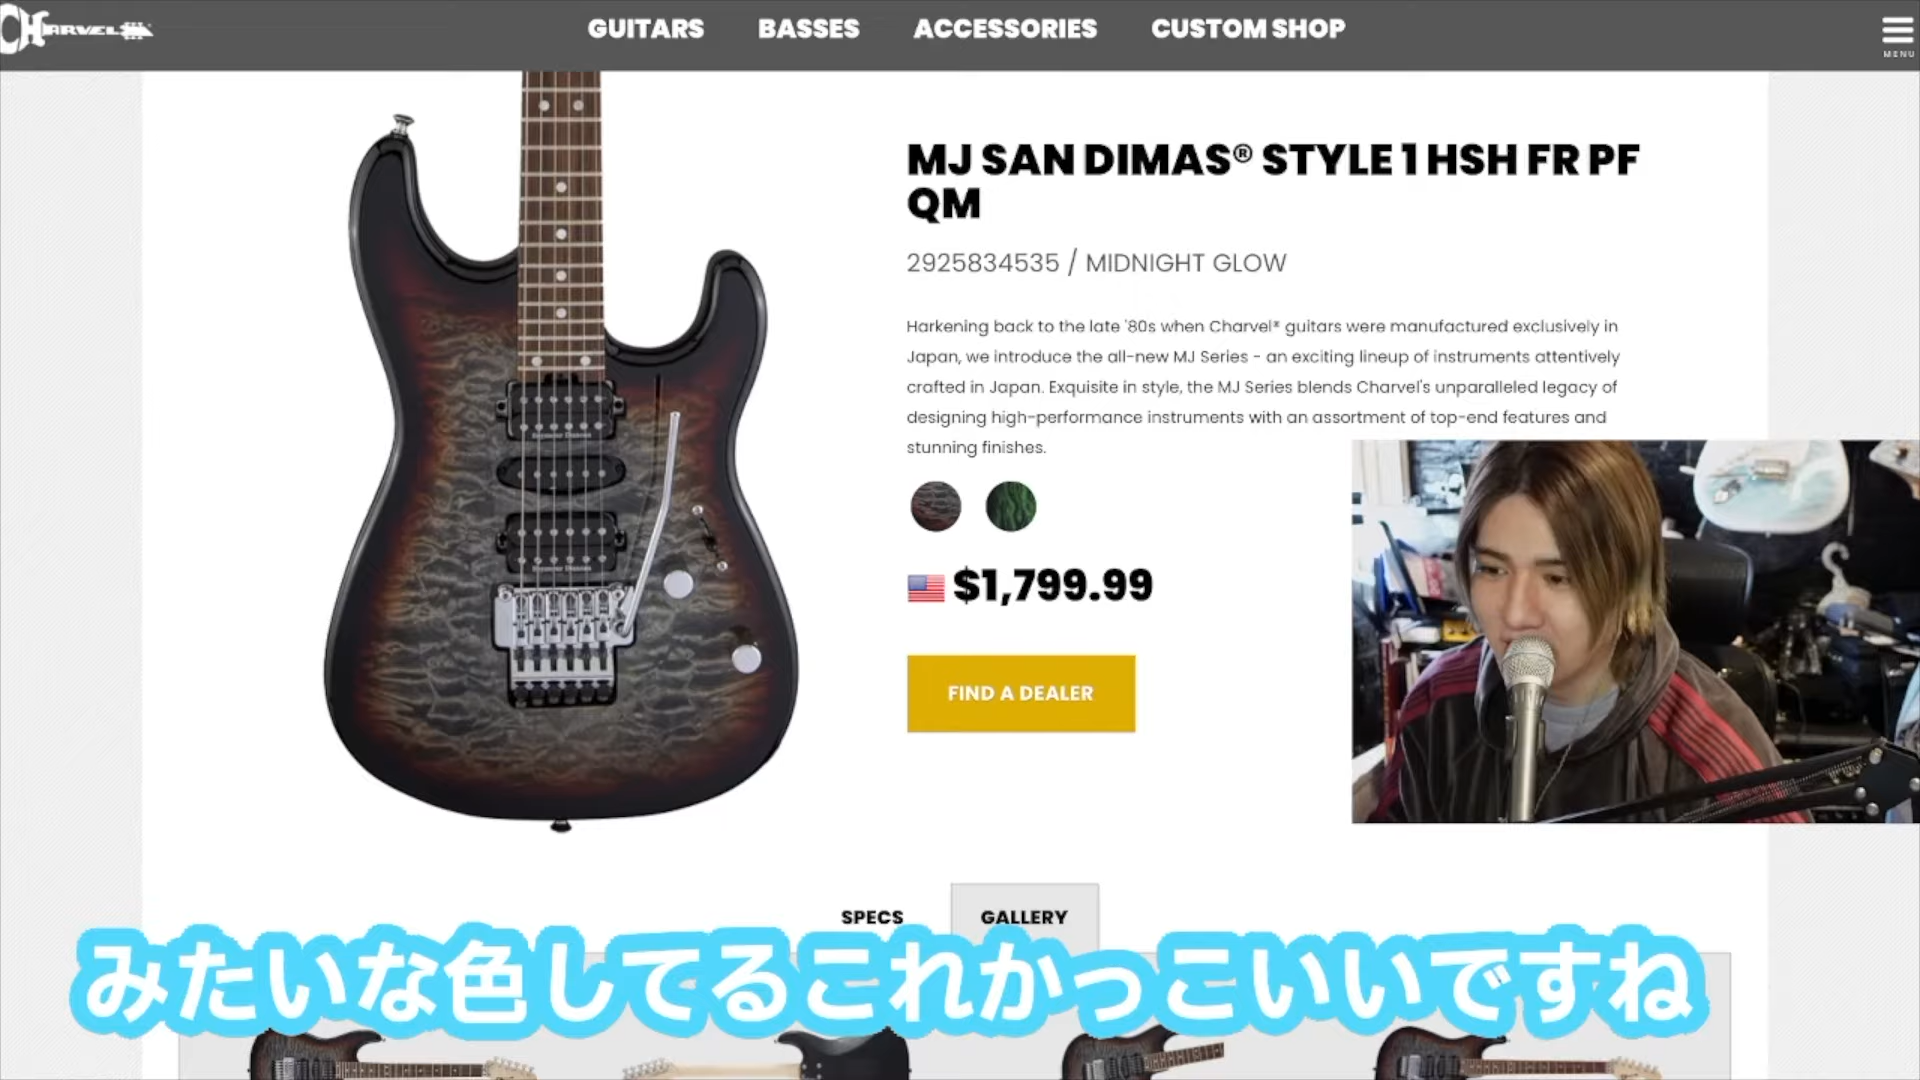 CHARVEL
GUITARS
BASSES
ACCESSORIES
CUSTOM SHOP
MENU
MJ SAN DIMAS® STYLE 1 HSH FR PF
QM
2925834535 / MIDNIGHT GLOW
Harkening back to the late '80s when Charvel® guitars were manufactured exclusively in
Japan, we introduce the all-new MJ Series - an exciting lineup of instruments attentively
crafted in Japan. Exquisite in style, the MJ Series blends Charvel's unparalleled legacy of
designing high-performance instruments with an assortment of top-end features and
stunning finishes.
Seymour Duncan
Seymour Duncan
$1,799.99
FIND A DEALER
SPECS
GALLERY
みたいな色してるこれかっこいいですね